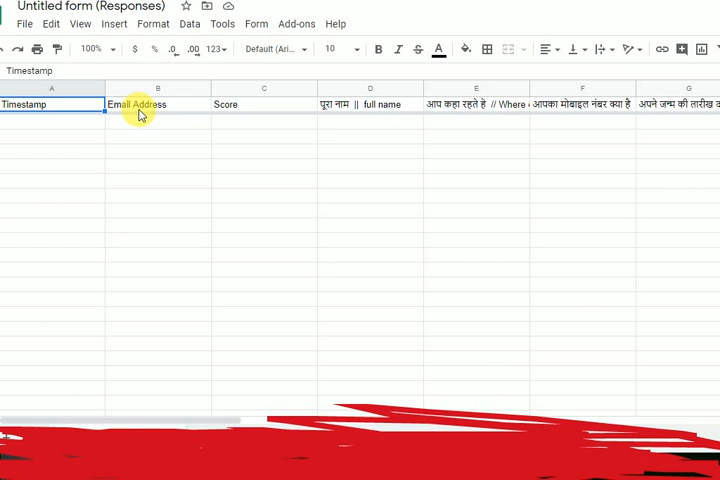 Untitled form (Responses)
File Edit View Insert Format Data Tools Form Add-ons Help
100% $ % .0 .00 123 Default (Ari... 10 B I S A
Timestamp
A B C D E F G
Timestamp Email Address Score पूरा नाम || full name आप कहा रहते हे // Where आपका मोबाइल नंबर क्या है अपने जन्म की तारीख